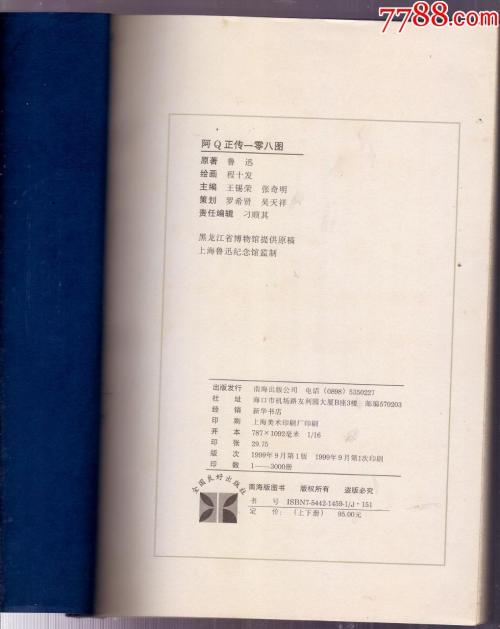 7788.com
阿Q正传一零八图
原著 鲁 迅
绘画 程十发
主编 王锡荣 张奇明
策划 罗希贤 吴天祥
责任编辑 刁顺其
黑龙江省博物馆提供原稿
上海鲁迅纪念馆监制
出版发行 南海出版公司 电话(0898)5350227
社 址 海口市机场路友利园大厦B座3楼 邮编570203
经 销 新华书店
印 刷 上海美术印刷厂印刷
开 本 787×1092毫米 1/16
印 张 29.75
版 次 1999年9月第1版 1999年9月第1次印刷
印 数 1—3000册
全国良好出版社
南海版图书 版权所有 盗版必究
书 号 ISBN7-5442-1459-1/J·151
定 价:(上下册) 95.00元